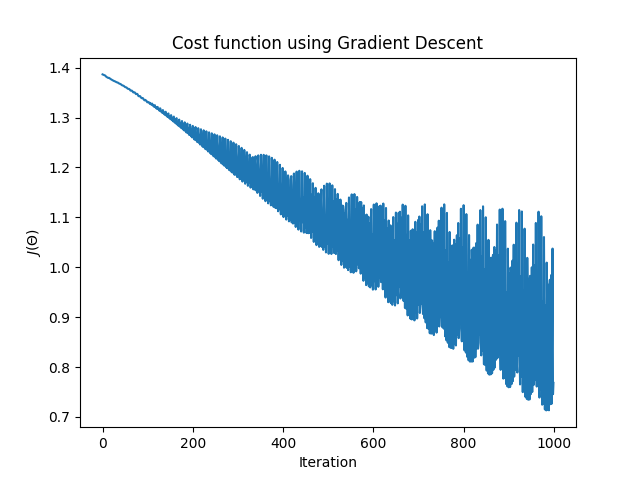 Cost function using Gradient Descent
1.4
1.3
1.2
1.1
1.0
0.9
0.8
0.7
J(Θ)
0 200 400 600 800 1000
Iteration